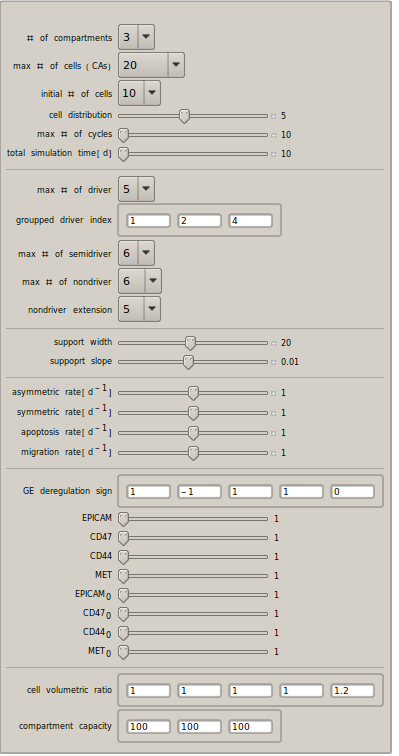 # of compartments 3
max # of cells (CAs) 20
initial # of cells 10
cell distribution 5
max # of cycles 10
total simulation time[ d] 10
max # of driver 5
groupped driver index 1 2 4
max # of semidriver 6
max # of nondriver 6
nondriver extension 5
support width 20
suppoprt slope 0.01
asymmetric rate[ d⁻¹] 1
symmetric rate[ d⁻¹] 1
apoptosis rate[ d⁻¹] 1
migration rate[ d⁻¹] 1
GE deregulation sign 1 -1 1 1 0
EPICAM 1
CD47 1
CD44 1
MET 1
EPICAM₀ 1
CD47₀ 1
CD44₀ 1
MET₀ 1
cell volumetric ratio 1 1 1 1 1.2
compartment capacity 100 100 100